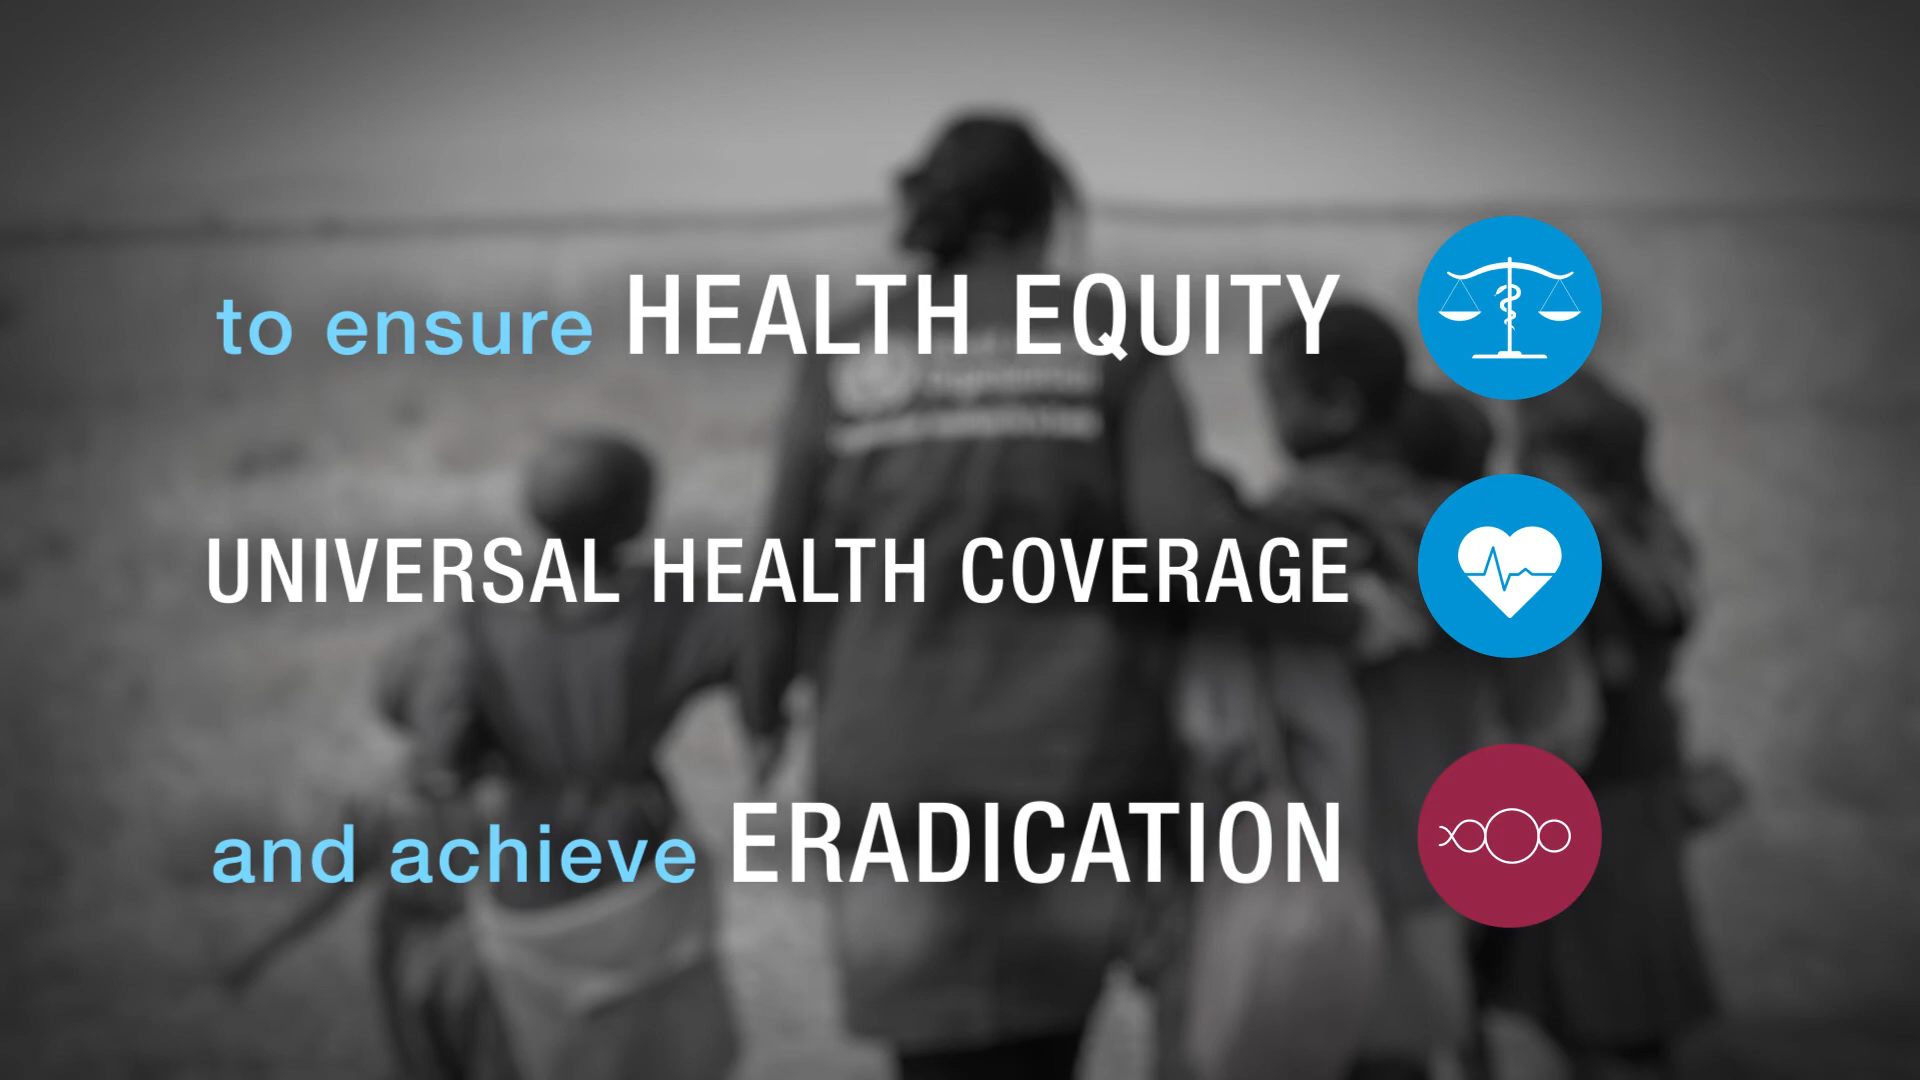 to ensure HEALTH EQUITY
UNIVERSAL HEALTH COVERAGE
and achieve ERADICATION